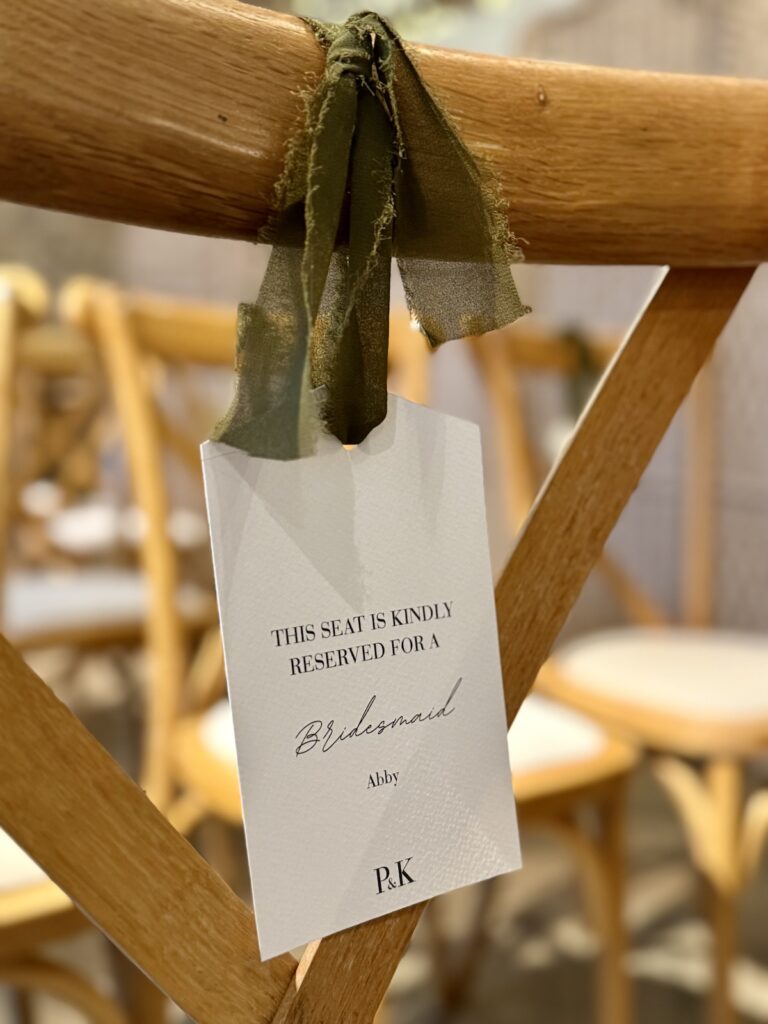 THIS SEAT IS KINDLY
RESERVED FOR A
Bridesmaid
Abby
P&K